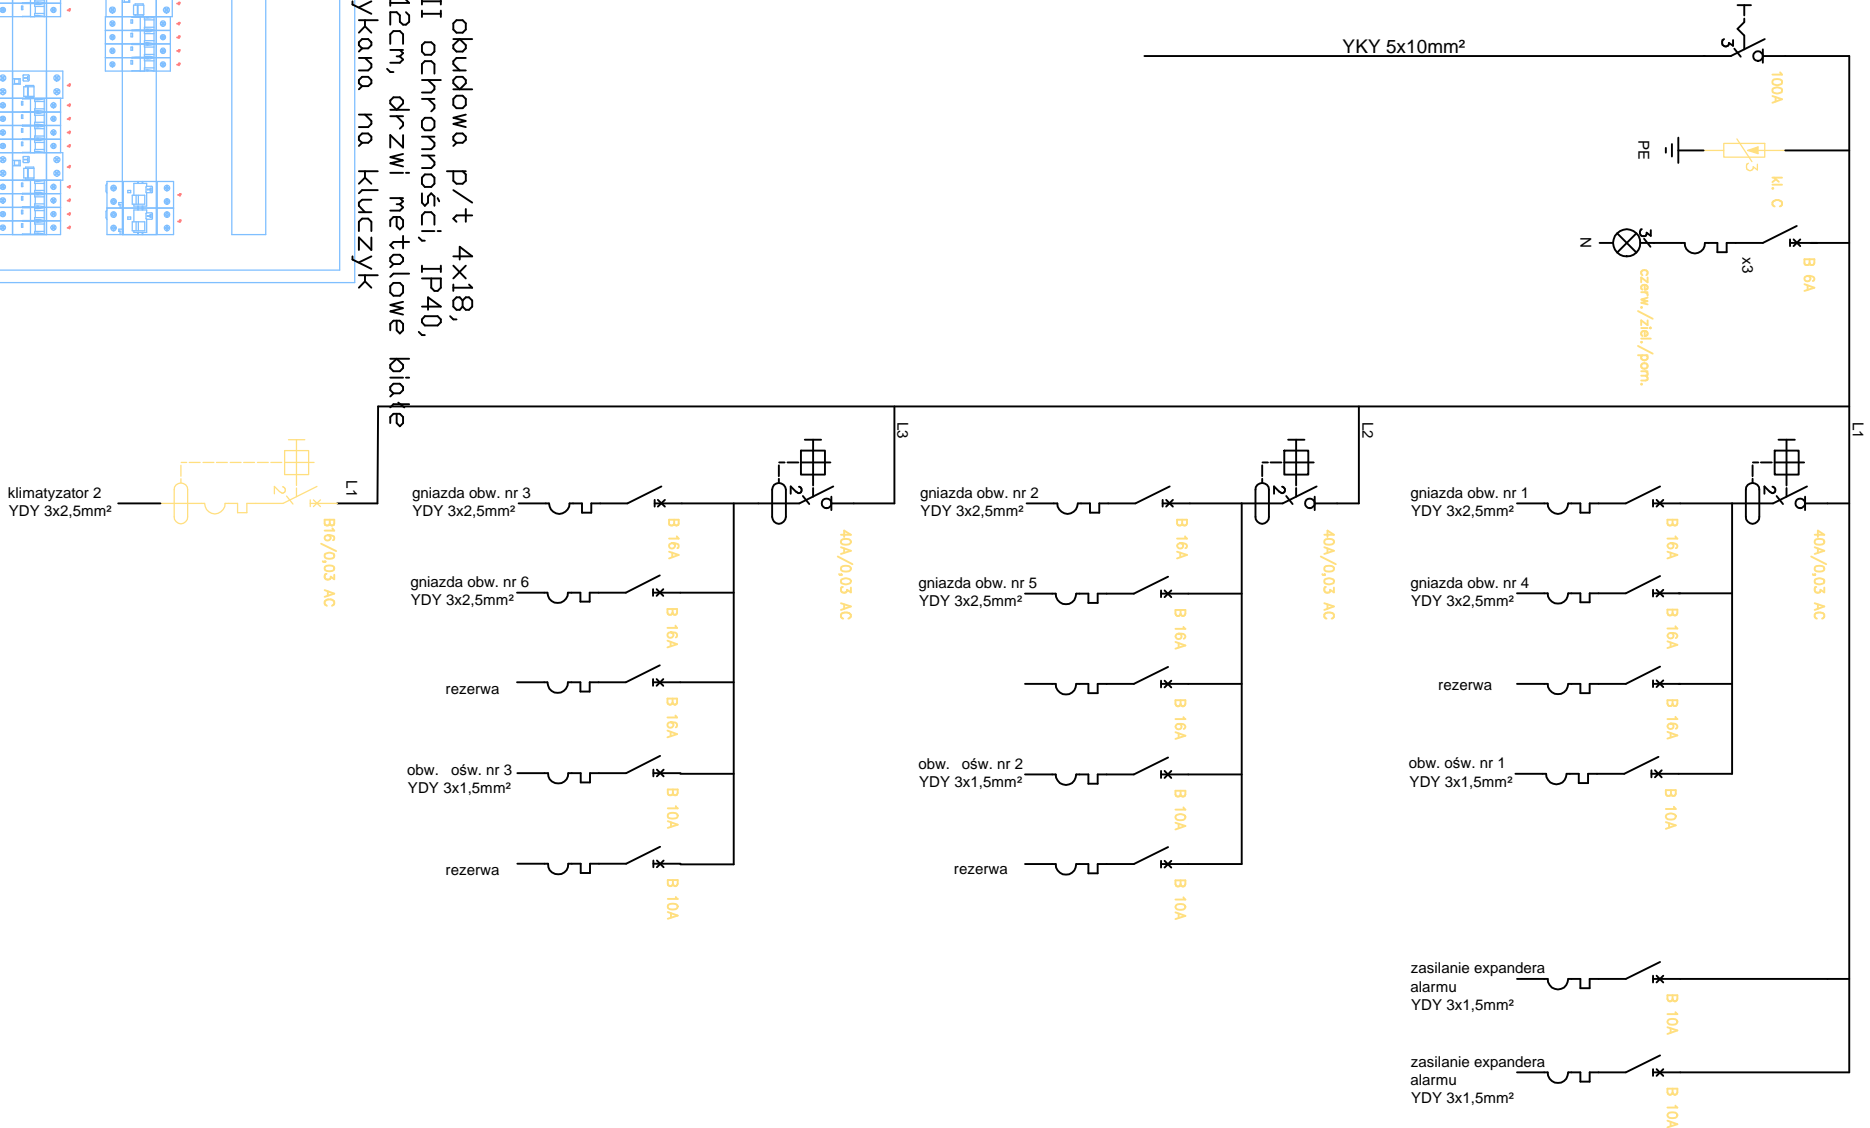 obudowa p/t 4x18,
II ochronności, IP40,
12cm, drzwi metalowe białe
ykana na kluczyk
YKY 5x10mm²
3
100A
PE
3
kl. C
N
3
x3
B 6A
czerw./ziel./pom.
L1
L2
L3
L1
klimatyzator 2
YDY 3x2,5mm²
2
B16/0,03 AC
gniazda obw. nr 3
YDY 3x2,5mm²
B 16A
2
40A/0,03 AC
gniazda obw. nr 6
YDY 3x2,5mm²
B 16A
rezerwa
B 16A
obw. ośw. nr 3
YDY 3x1,5mm²
B 10A
rezerwa
B 10A
gniazda obw. nr 2
YDY 3x2,5mm²
B 16A
2
40A/0,03 AC
gniazda obw. nr 5
YDY 3x2,5mm²
B 16A
B 16A
obw. ośw. nr 2
YDY 3x1,5mm²
B 10A
rezerwa
B 10A
gniazda obw. nr 1
YDY 3x2,5mm²
B 16A
2
40A/0,03 AC
gniazda obw. nr 4
YDY 3x2,5mm²
B 16A
rezerwa
B 16A
obw. ośw. nr 1
YDY 3x1,5mm²
B 10A
zasilanie expandera
alarmu
YDY 3x1,5mm²
B 10A
zasilanie expandera
alarmu
YDY 3x1,5mm²
B 10A